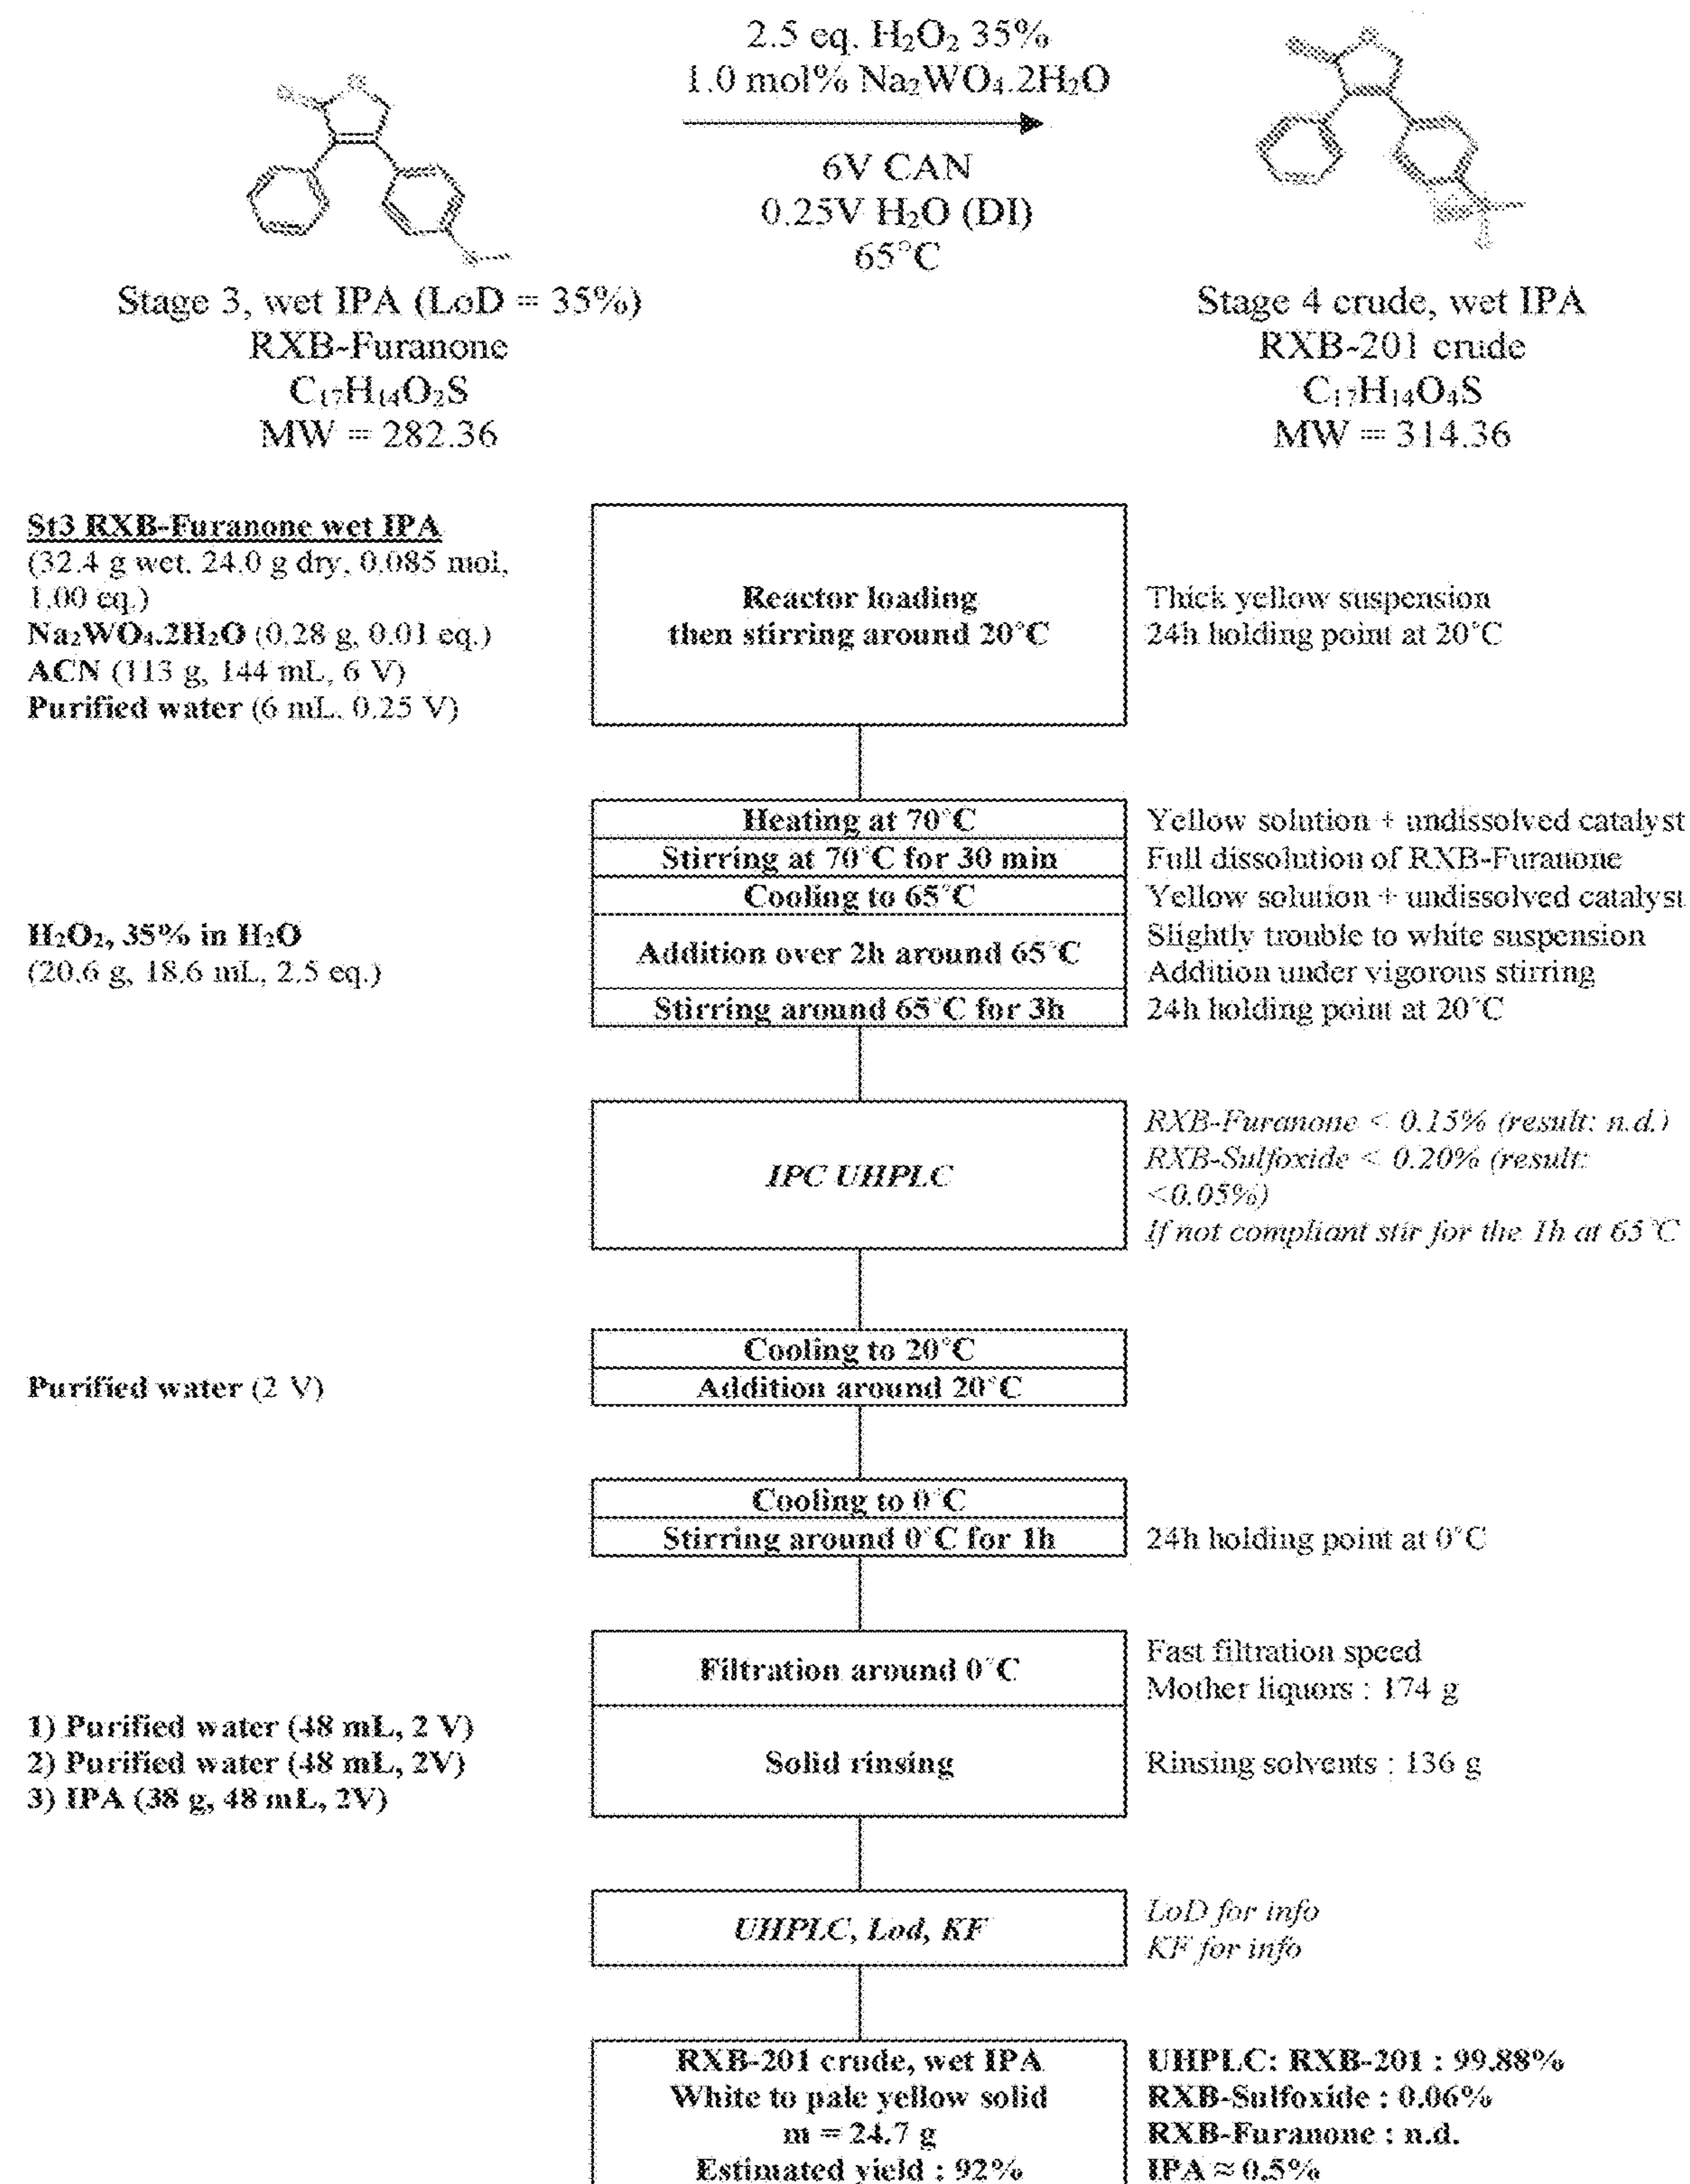 2.5 eq. H₂O₂ 35%
1.0 mol% Na₂WO₄.2H₂O
6V CAN
0.25V H₂O (DI)
65°C
Stage 3, wet IPA (LoD = 35%)
RXB-Furanone
C₁₇H₁₄O₂S
MW = 282.36
Stage 4 crude, wet IPA
RXB-201 crude
C₁₇H₁₄O₄S
MW = 314.36
St3 RXB-Furanone wet IPA
(32.4 g wet, 24.0 g dry, 0.085 mol,
1.00 eq.)
Na₂WO₄.2H₂O (0.28 g, 0.01 eq.)
ACN (113 g, 144 mL, 6 V)
Purified water (6 mL, 0.25 V)
Reactor loading
then stirring around 20°C
Thick yellow suspension
24h holding point at 20°C
Heating at 70°C
Yellow solution + undissolved catalyst
Stirring at 70°C for 30 min
Full dissolution of RXB-Furanone
Cooling to 65°C
Yellow solution + undissolved catalyst
H₂O₂, 35% in H₂O
(20.6 g, 18.6 mL, 2.5 eq.)
Addition over 2h around 65°C
Slightly trouble to white suspension
Addition under vigorous stirring
Stirring around 65°C for 3h
24h holding point at 20°C
IPC UHPLC
RXB-Furanone < 0.15% (result: n.d.)
RXB-Sulfoxide < 0.20% (result:
<0.05%)
If not compliant stir for the 1h at 65°C
Cooling to 20°C
Purified water (2 V)
Addition around 20°C
Cooling to 0°C
Stirring around 0°C for 1h
24h holding point at 0°C
Filtration around 0°C
Fast filtration speed
Mother liquors : 174 g
1) Purified water (48 mL, 2 V)
2) Purified water (48 mL, 2V)
3) IPA (38 g, 48 mL, 2V)
Solid rinsing
Rinsing solvents : 136 g
UHPLC, Lod, KF
LoD for info
KF for info
RXB-201 crude, wet IPA
White to pale yellow solid
m = 24.7 g
Estimated yield : 92%
UHPLC: RXB-201 : 99.88%
RXB-Sulfoxide : 0.06%
RXB-Furanone : n.d.
IPA ≈ 0.5%